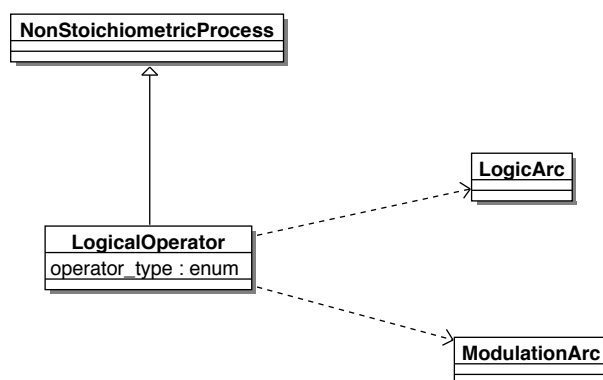 NonStoichiometricProcess
LogicArc
LogicalOperator
operator_type : enum
ModulationArc